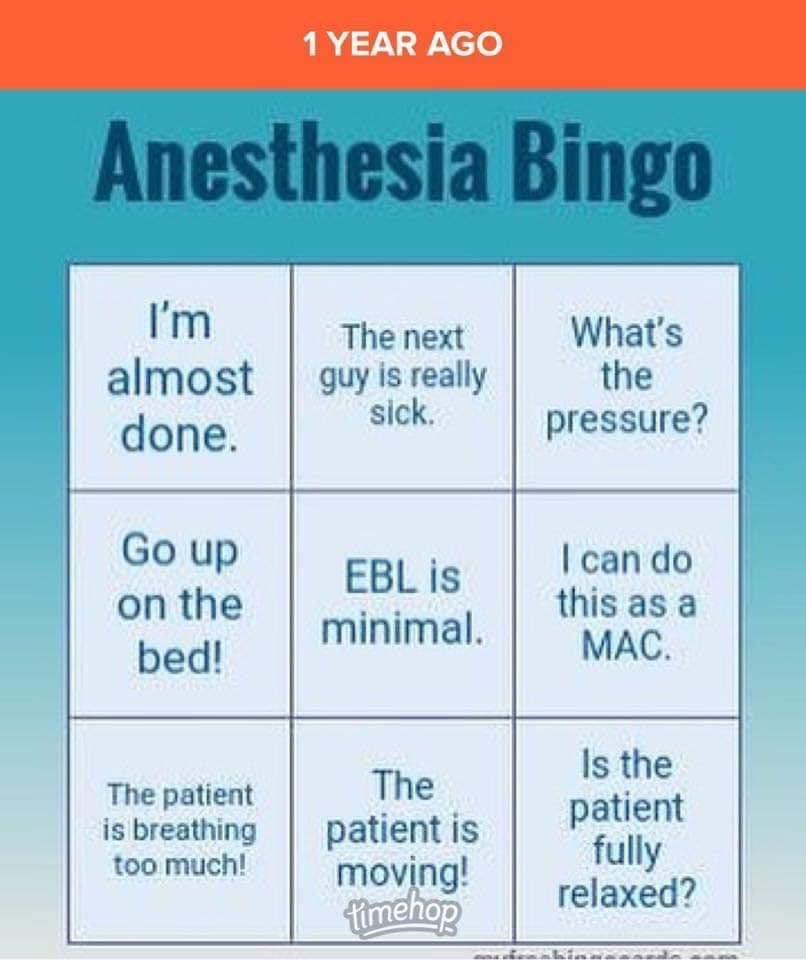 1 YEAR AGO
Anesthesia Bingo
I'm
almost
done.
The next
guy is really
sick.
What's
the
pressure?
Go up
on the
bed!
EBL is
minimal.
I can do
this as a
MAC.
The patient
is breathing
too much!
The
patient is
moving!
Is the
patient
fully
relaxed?
timehop